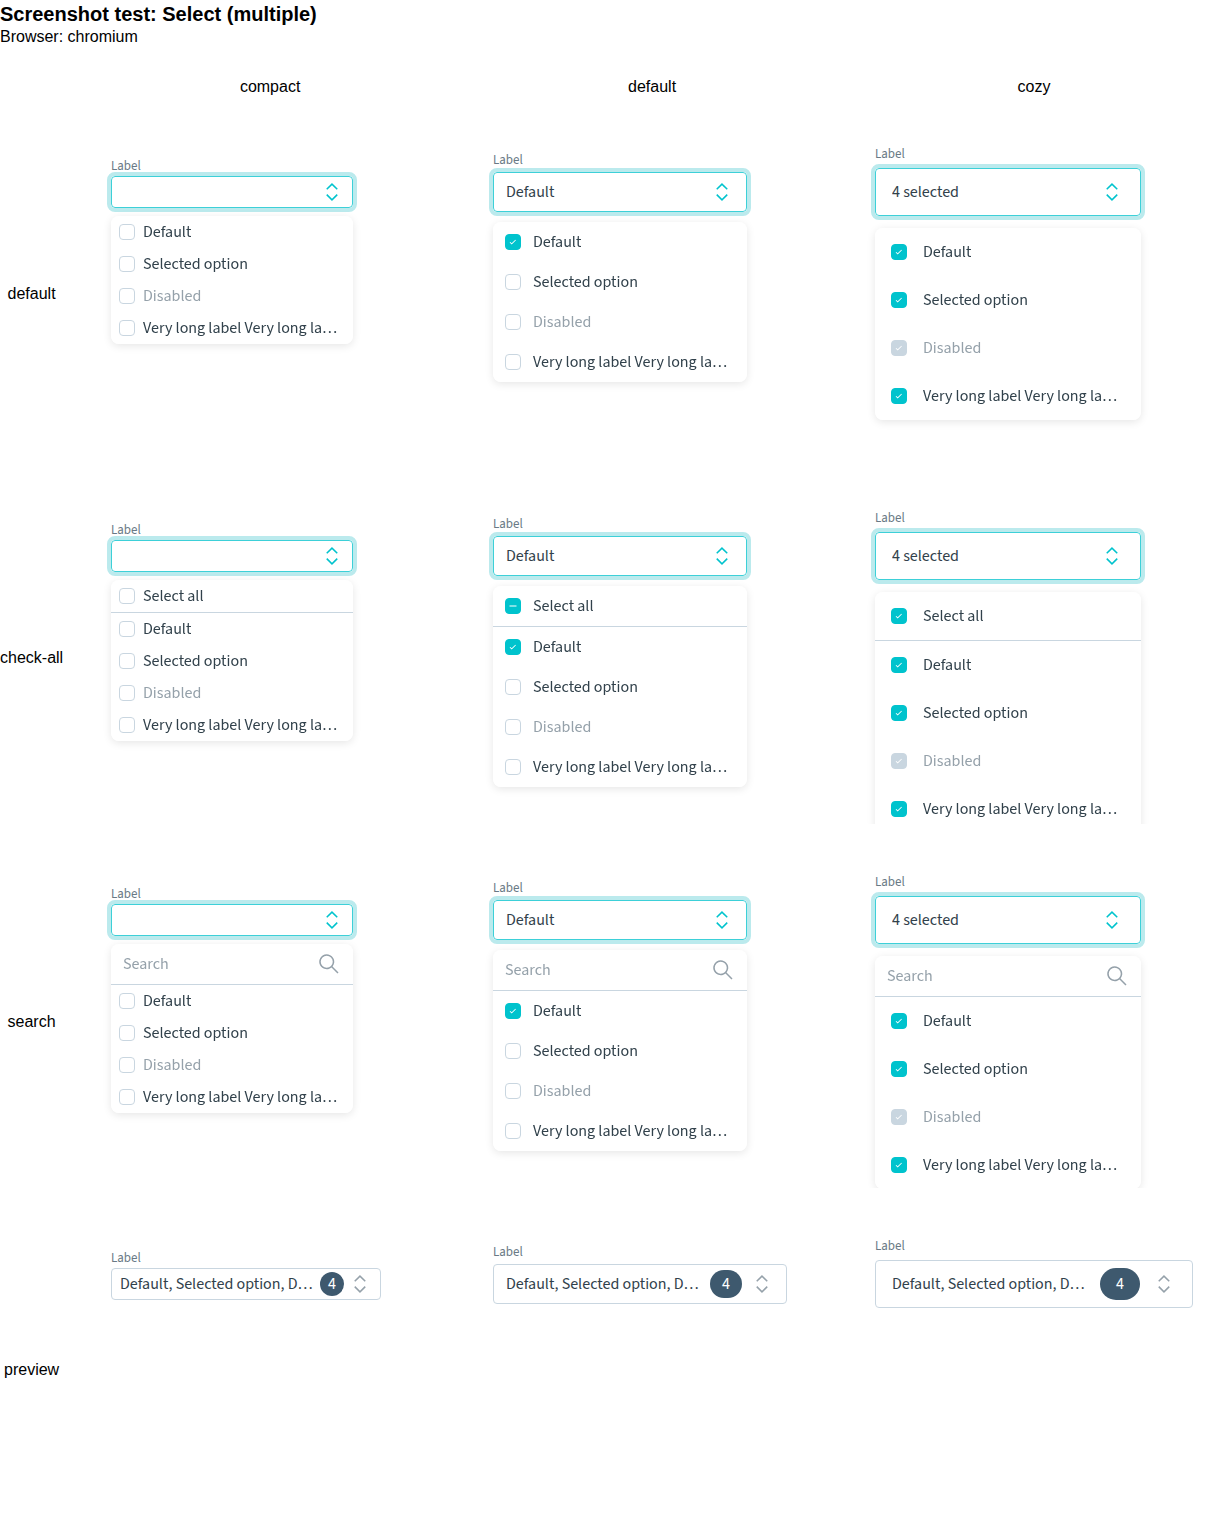 Screenshot test: Select (multiple)
Browser: chromium
compact default cozy
default
Label
Default
Selected option
Disabled
Very long label Very long la…
Label
Default
Default
Selected option
Disabled
Very long label Very long la…
Label
4 selected
Default
Selected option
Disabled
Very long label Very long la…
check-all
Label
Select all
Default
Selected option
Disabled
Very long label Very long la…
Label
Default
Select all
Default
Selected option
Disabled
Very long label Very long la…
Label
4 selected
Select all
Default
Selected option
Disabled
Very long label Very long la…
search
Label
Search
Default
Selected option
Disabled
Very long label Very long la…
Label
Default
Search
Default
Selected option
Disabled
Very long label Very long la…
Label
4 selected
Search
Default
Selected option
Disabled
Very long label Very long la…
preview
Label
Default, Selected option, D… 4
Label
Default, Selected option, D… 4
Label
Default, Selected option, D… 4